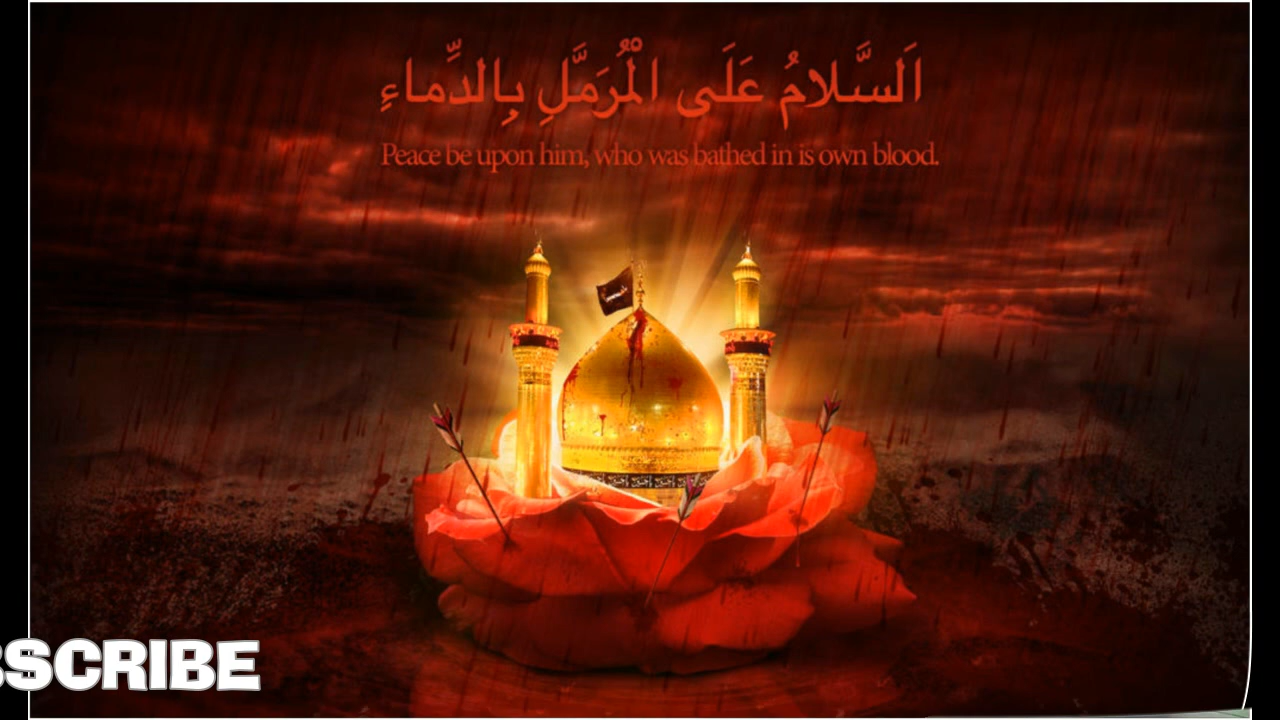 اَلسَّلامُ عَلَى الْمُرَمَّلِ بِالدِّماءِ
Peace be upon him, who was bathed in is own blood.
SCRIBE